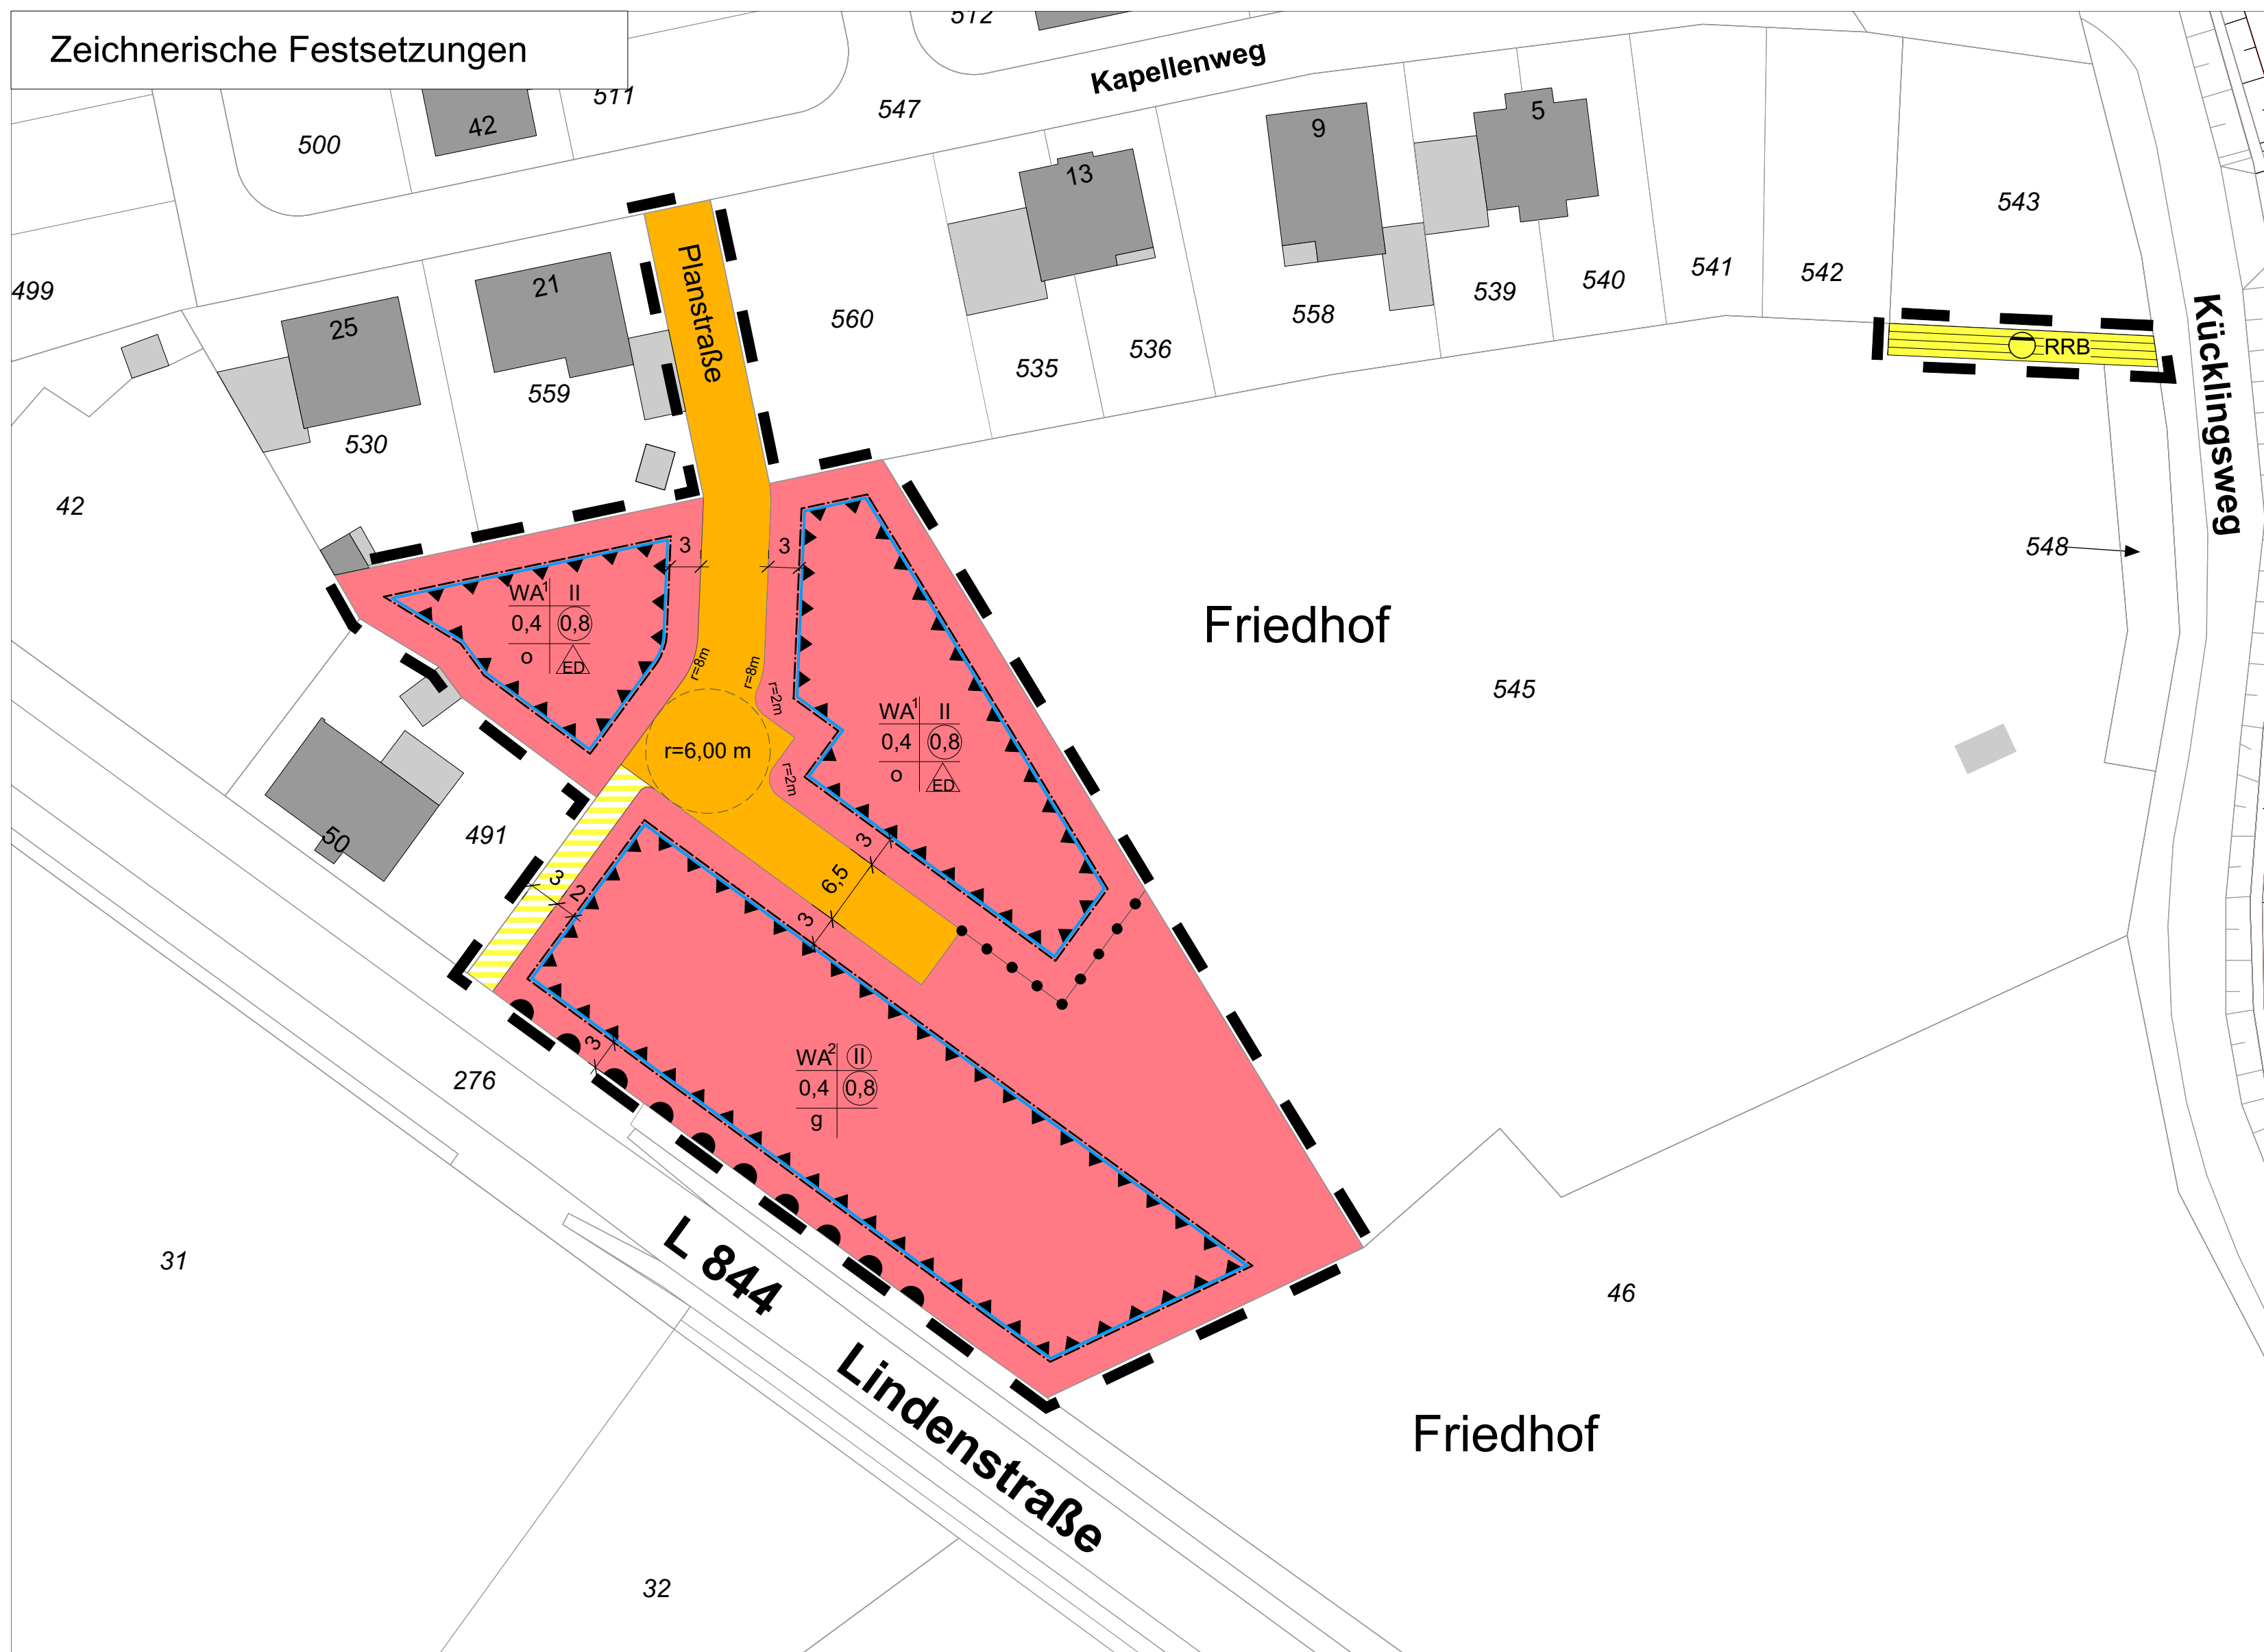 Zeichnerische Festsetzungen
512
Kapellenweg
511
547
42
500
5
9
13
543
499
21
25
Planstraße
560
558
539
540
541
542
535
536
559
530
RRB
Kücklingsweg
42
548
3
3
WA1 II
0,4 0,8
o ED
Friedhof
r=8m
r=8m
r=2m
545
WA1 II
0,4 0,8
o ED
r=6,00 m
r=2m
50
491
3
6,5
3
3
2
3
WA2 II
0,4 0,8
g
276
31
L 844
46
Lindenstraße
Friedhof
32